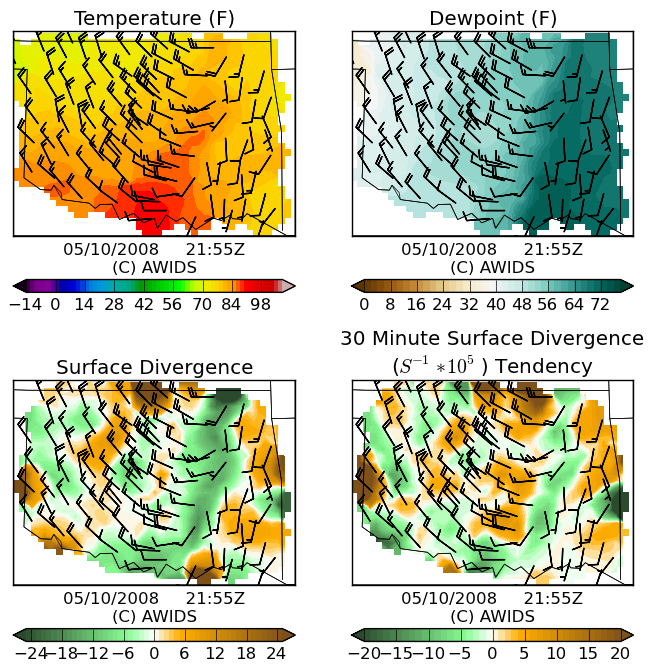 Temperature (F)
05/10/2008 21:55Z
(C) AWIDS
−14 0 14 28 42 56 70 84 98
Dewpoint (F)
05/10/2008 21:55Z
(C) AWIDS
0 8 16 24 32 40 48 56 64 72
Surface Divergence
05/10/2008 21:55Z
(C) AWIDS
−24 −18 −12 −6 0 6 12 18 24
30 Minute Surface Divergence
(S⁻¹ *10⁵ ) Tendency
05/10/2008 21:55Z
(C) AWIDS
−20 −15 −10 −5 0 5 10 15 20